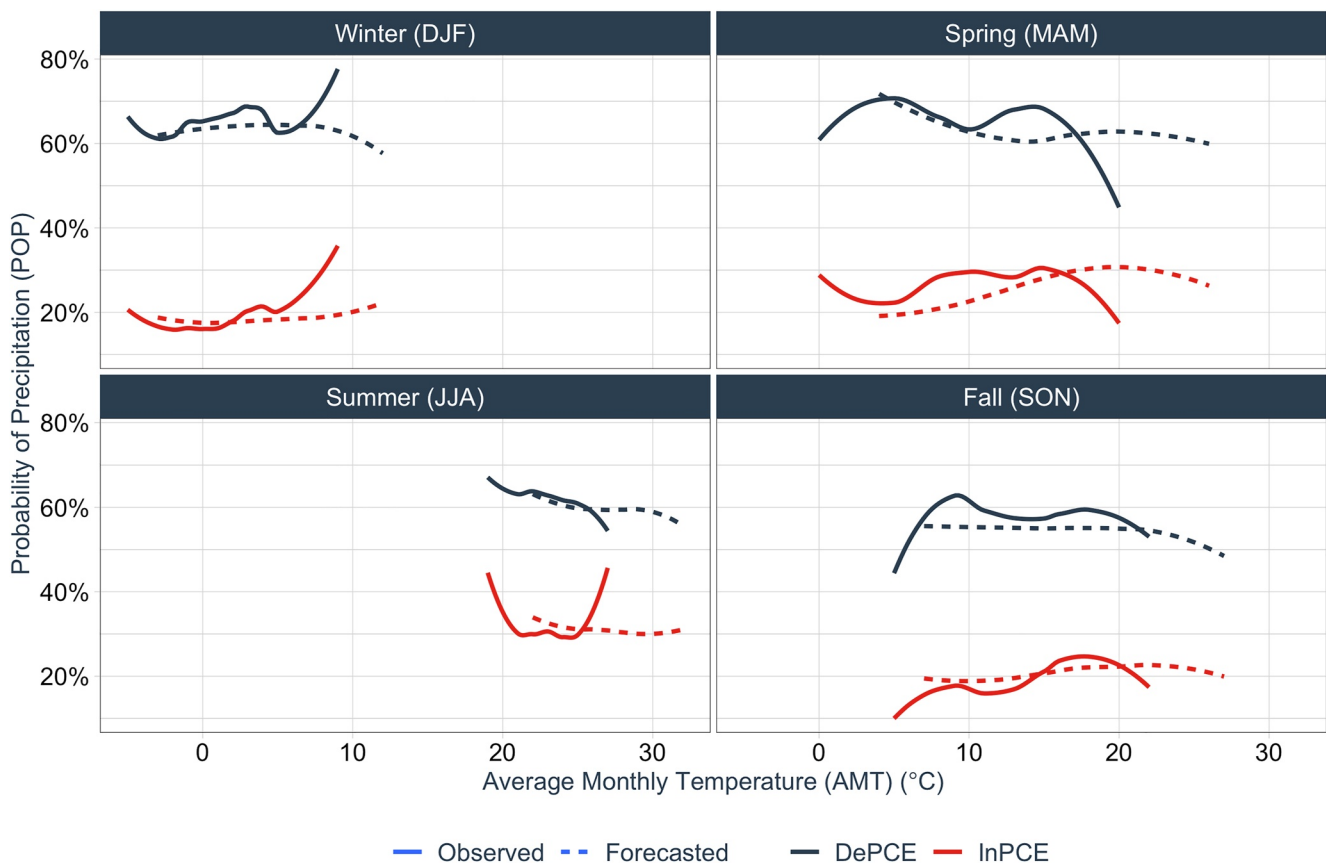 Winter (DJF)
Spring (MAM)
80%
60%
40%
20%
Summer (JJA)
Fall (SON)
80%
60%
40%
20%
0
10
20
30
0
10
20
30
Probability of Precipitation (POP)
Average Monthly Temperature (AMT) (°C)
Observed
Forecasted
DePCE
InPCE